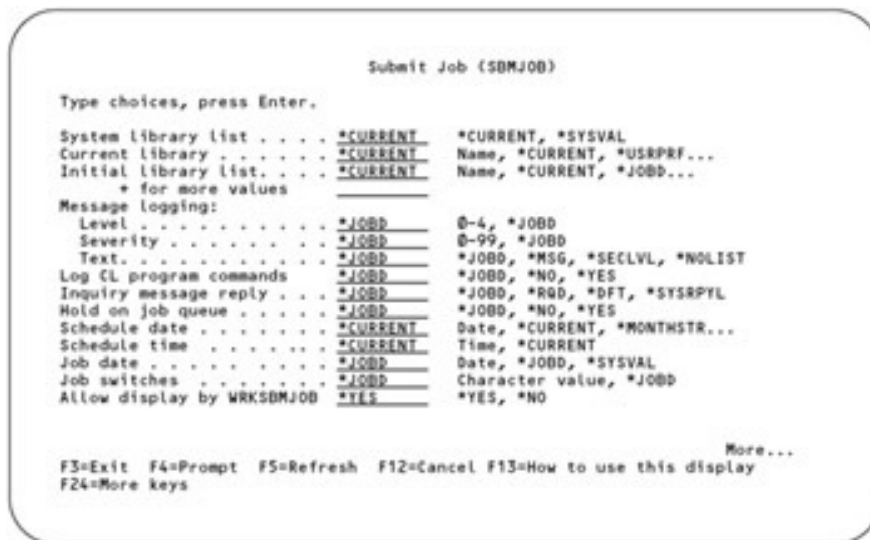 Submit Job (SBMJOB)
Type choices, press Enter.
System library list . . . . *CURRENT *CURRENT, *SYSVAL
Current library . . . . . . *CURRENT Name, *CURRENT, *USRPRF...
Initial library list. . . . *CURRENT Name, *CURRENT, *JOBD...
+ for more values
Message logging:
Level . . . . . . . . . . *JOBD 0-4, *JOBD
Severity . . . . . . . . *JOBD 0-99, *JOBD
Text. . . . . . . . . . . *JOBD *JOBD, *MSG, *SECLVL, *NOLIST
Log CL program commands *JOBD *JOBD, *NO, *YES
Inquiry message reply . . . *JOBD *JOBD, *RQD, *DFT, *SYSRPYL
Hold on job queue . . . . . *JOBD *JOBD, *NO, *YES
Schedule date . . . . . . . *CURRENT Date, *CURRENT, *MONTHSTR...
Schedule time . . . . ... . *CURRENT Time, *CURRENT
Job date . . . . . . . . . *JOBD Date, *JOBD, *SYSVAL
Job switches . . . . . . . *JOBD Character value, *JOBD
Allow display by WRKSBMJOB *YES *YES, *NO
More...
F3=Exit F4=Prompt F5=Refresh F12=Cancel F13=How to use this display
F24=More keys